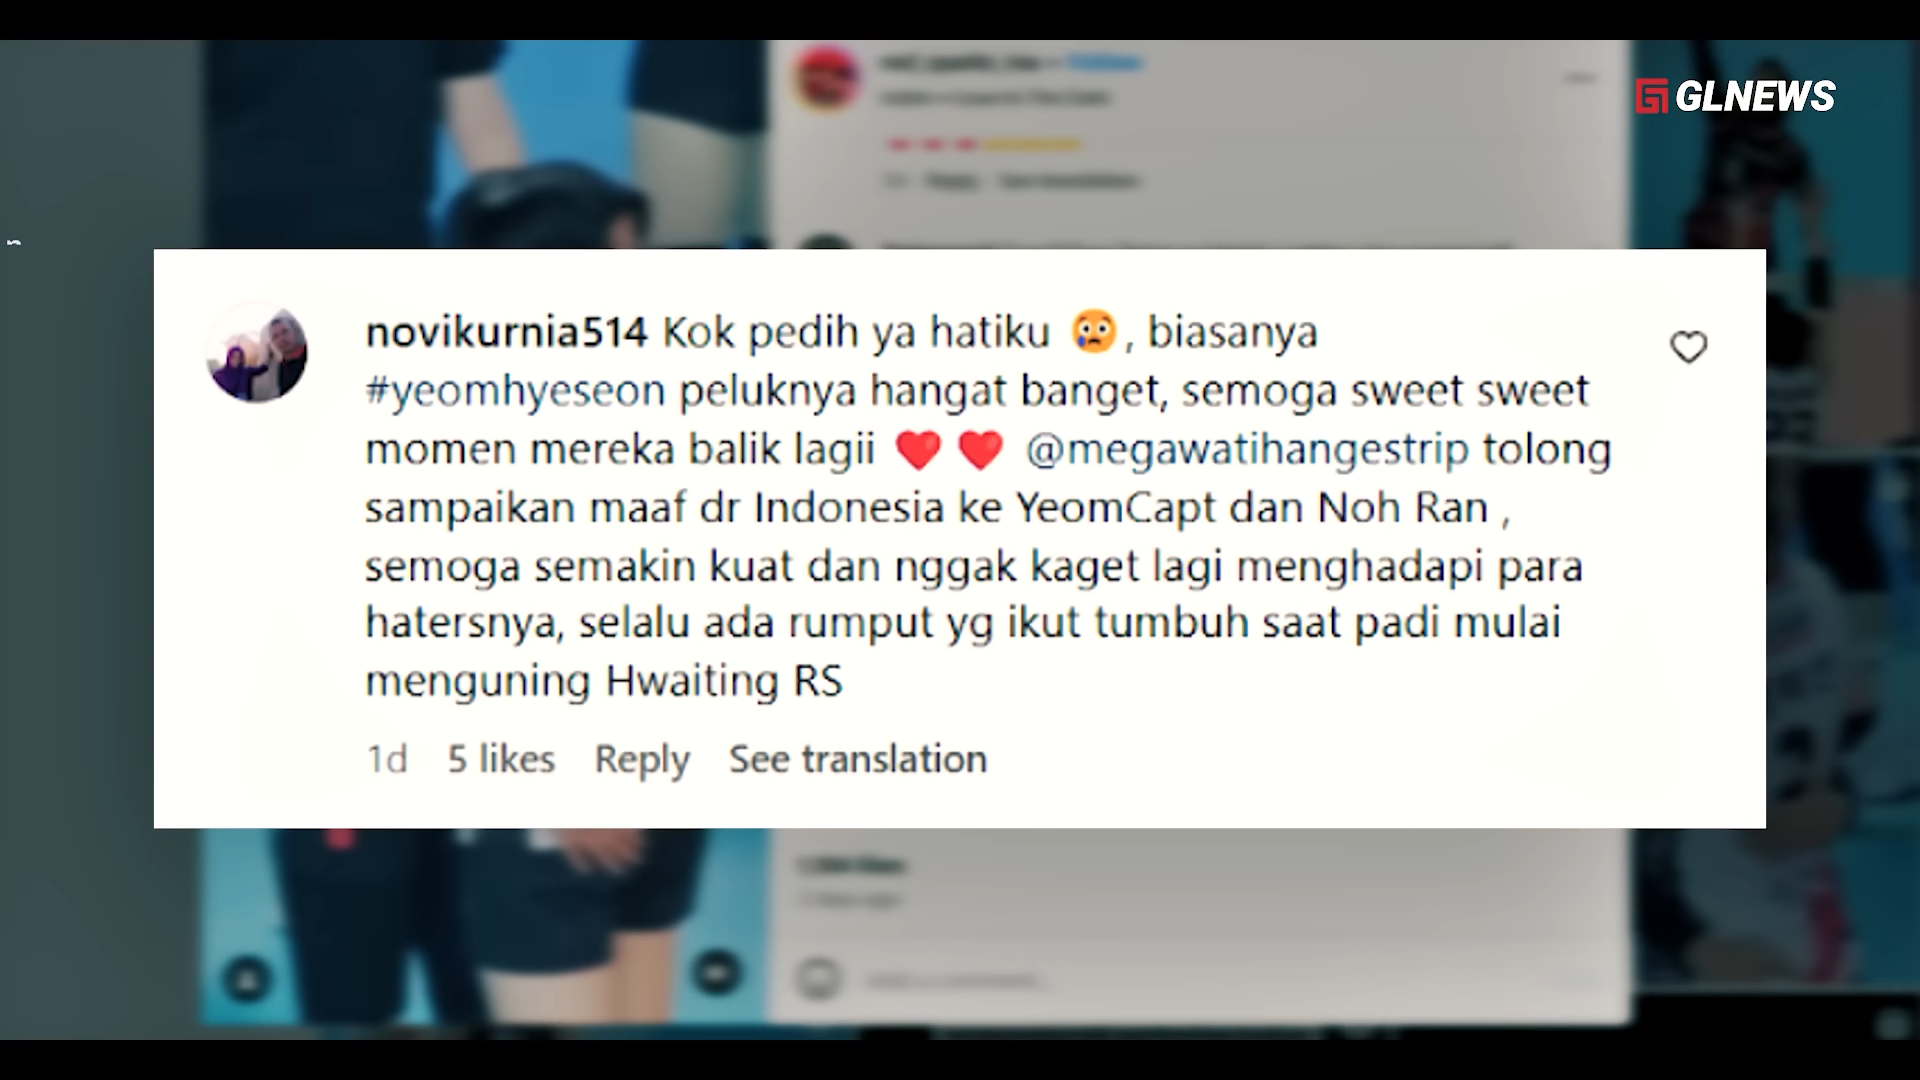 GLNEWS
novikurnia514 Kok pedih ya hatiku 😢, biasanya
#yeomhyeseon peluknya hangat banget, semoga sweet sweet
momen mereka balik lagii ❤️ ❤️ @megawatihangestrip tolong
sampaikan maaf dr Indonesia ke YeomCapt dan Noh Ran ,
semoga semakin kuat dan nggak kaget lagi menghadapi para
hatersnya, selalu ada rumput yg ikut tumbuh saat padi mulai
menguning Hwaiting RS
1d 5 likes Reply See translation